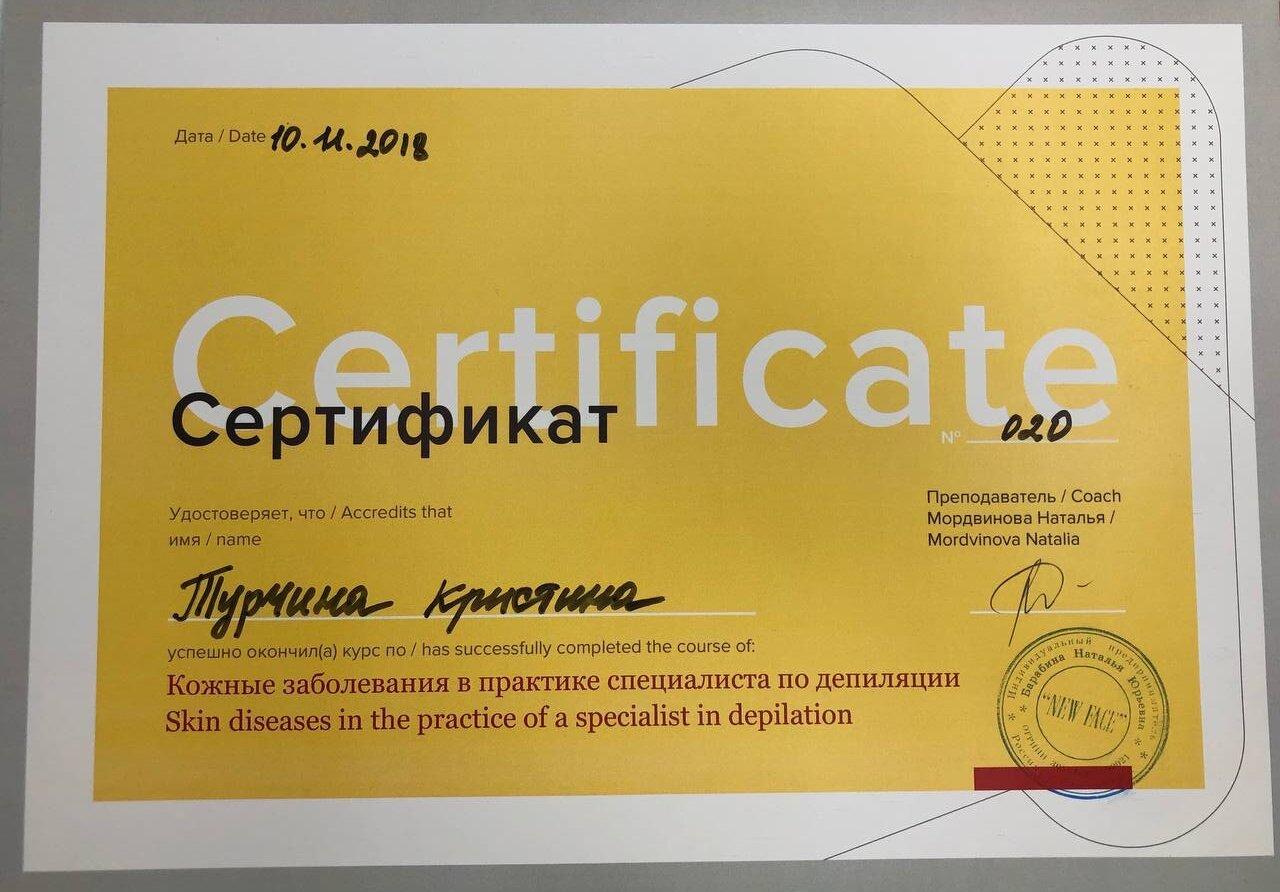 Дата / Date 10.11.2018
Certificate
Сертификат
№ 020
Удостоверяет, что / Accredits that
имя / name
Турчина Кристина
успешно окончил(а) курс по / has successfully completed the course of:
Кожные заболевания в практике специалиста по депиляции
Skin diseases in the practice of a specialist in depilation
Преподаватель / Coach
Мордвинова Наталья /
Mordvinova Natalia
Индивидуальный предприниматель
* Барабина Наталья Юрьевна *
"NEW FACE"